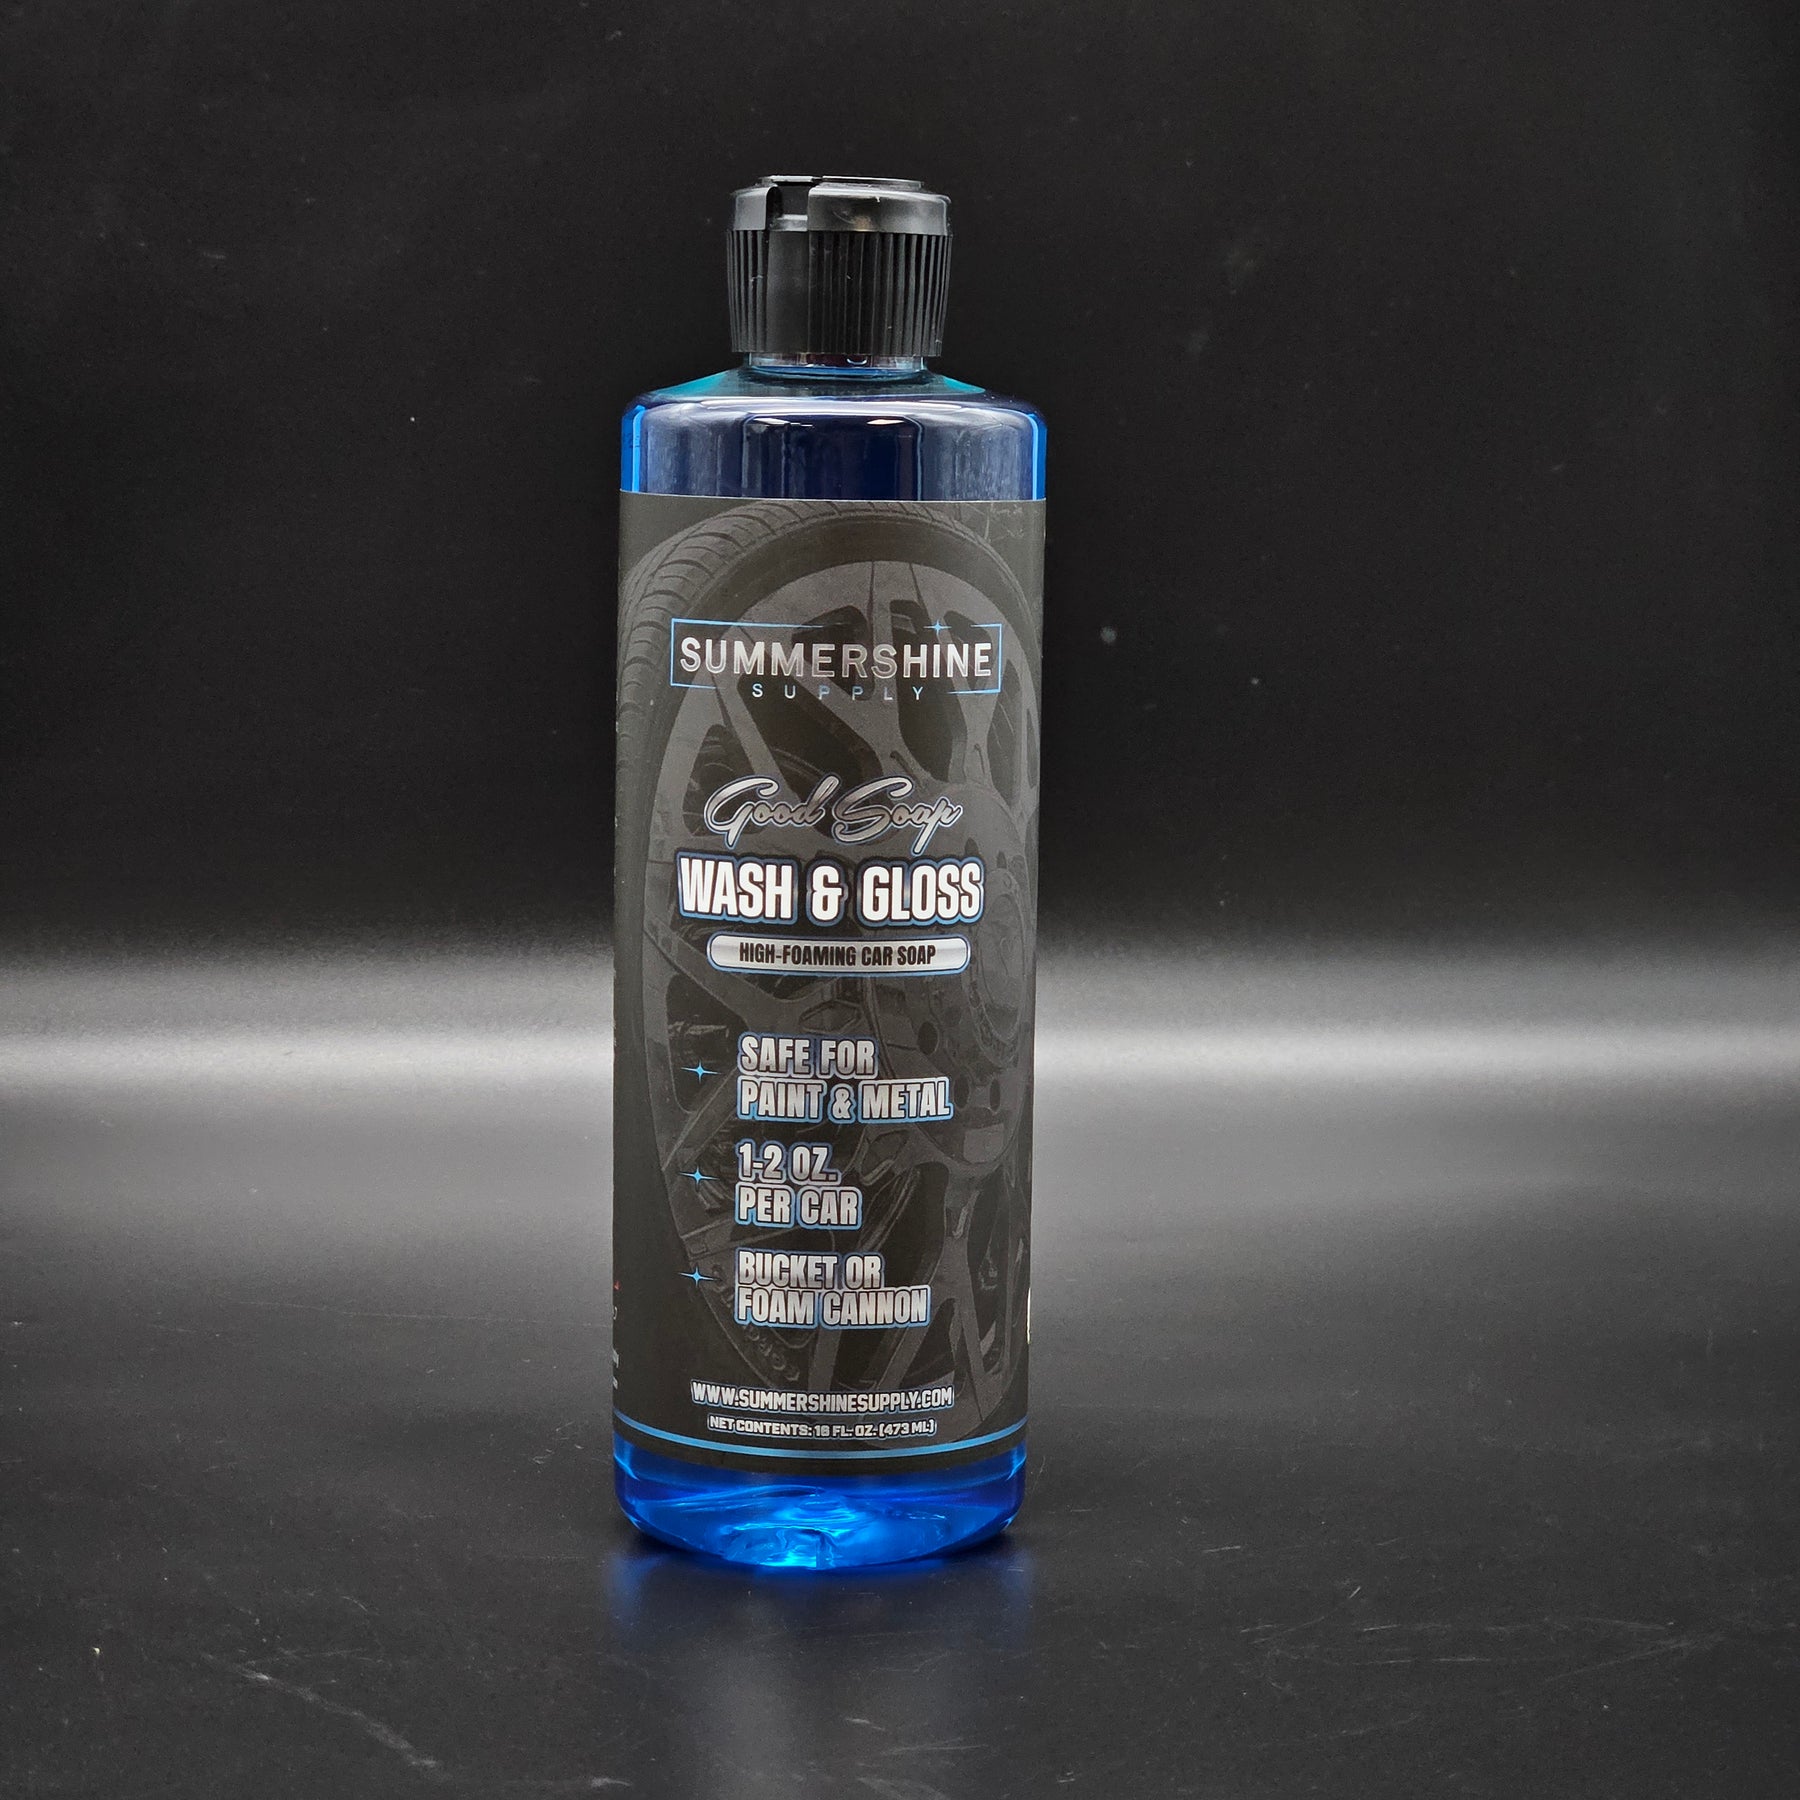 SUMMERSHINE
SUPPLY
Good Soap
WASH & GLOSS
HIGH-FOAMING CAR SOAP
SAFE FOR
PAINT & METAL
1-2 OZ.
PER CAR
BUCKET OR
FOAM CANNON
WWW.SUMMERSHINESUPPLY.COM
NET CONTENTS: 16 FL. OZ. (473 ML)